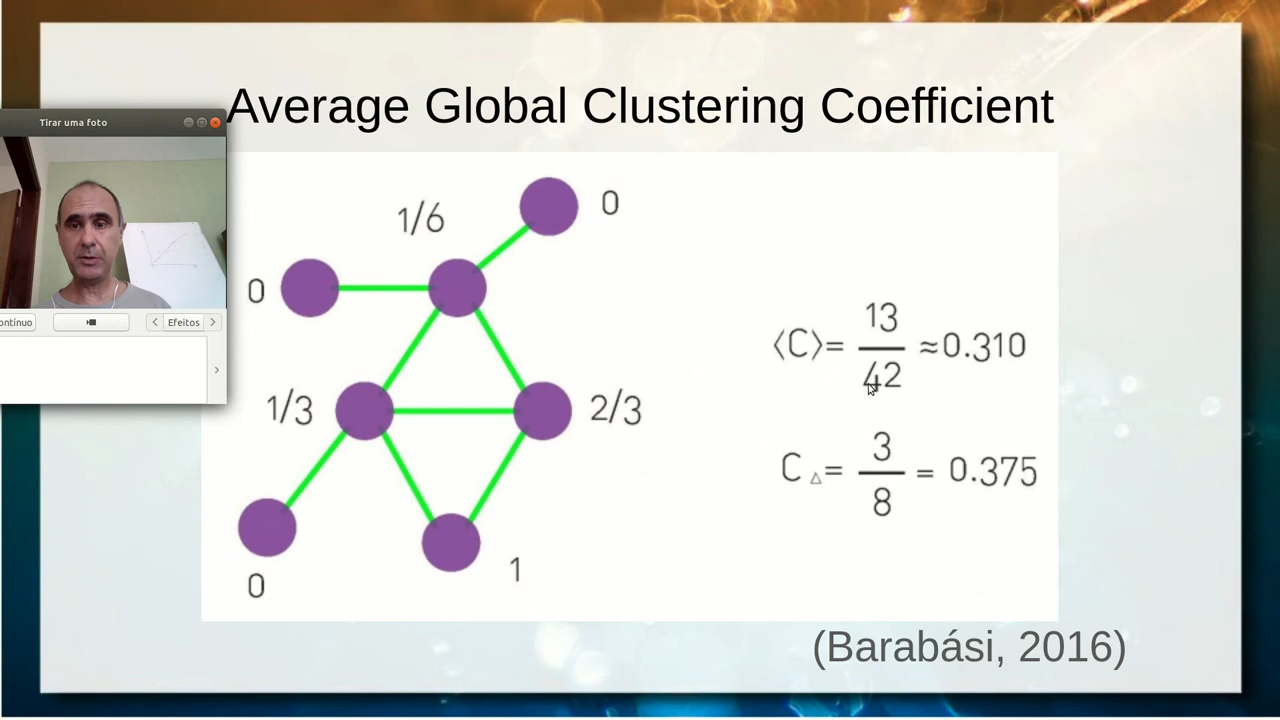 Average Global Clustering Coefficient
Tirar uma foto
ontínuo
Efeitos
1/6
0
0
1/3
2/3
0
1
⟨C⟩= 13/42 ≈0.310
C△= 3/8 = 0.375
(Barabási, 2016)